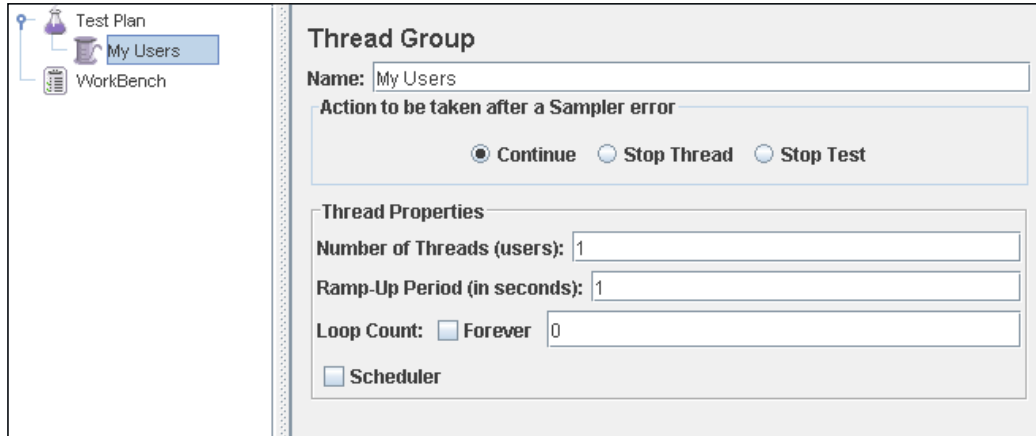 Test Plan
My Users
WorkBench
Thread Group
Name: My Users
Action to be taken after a Sampler error
Continue Stop Thread Stop Test
Thread Properties
Number of Threads (users): 1
Ramp-Up Period (in seconds): 1
Loop Count: Forever 0
Scheduler